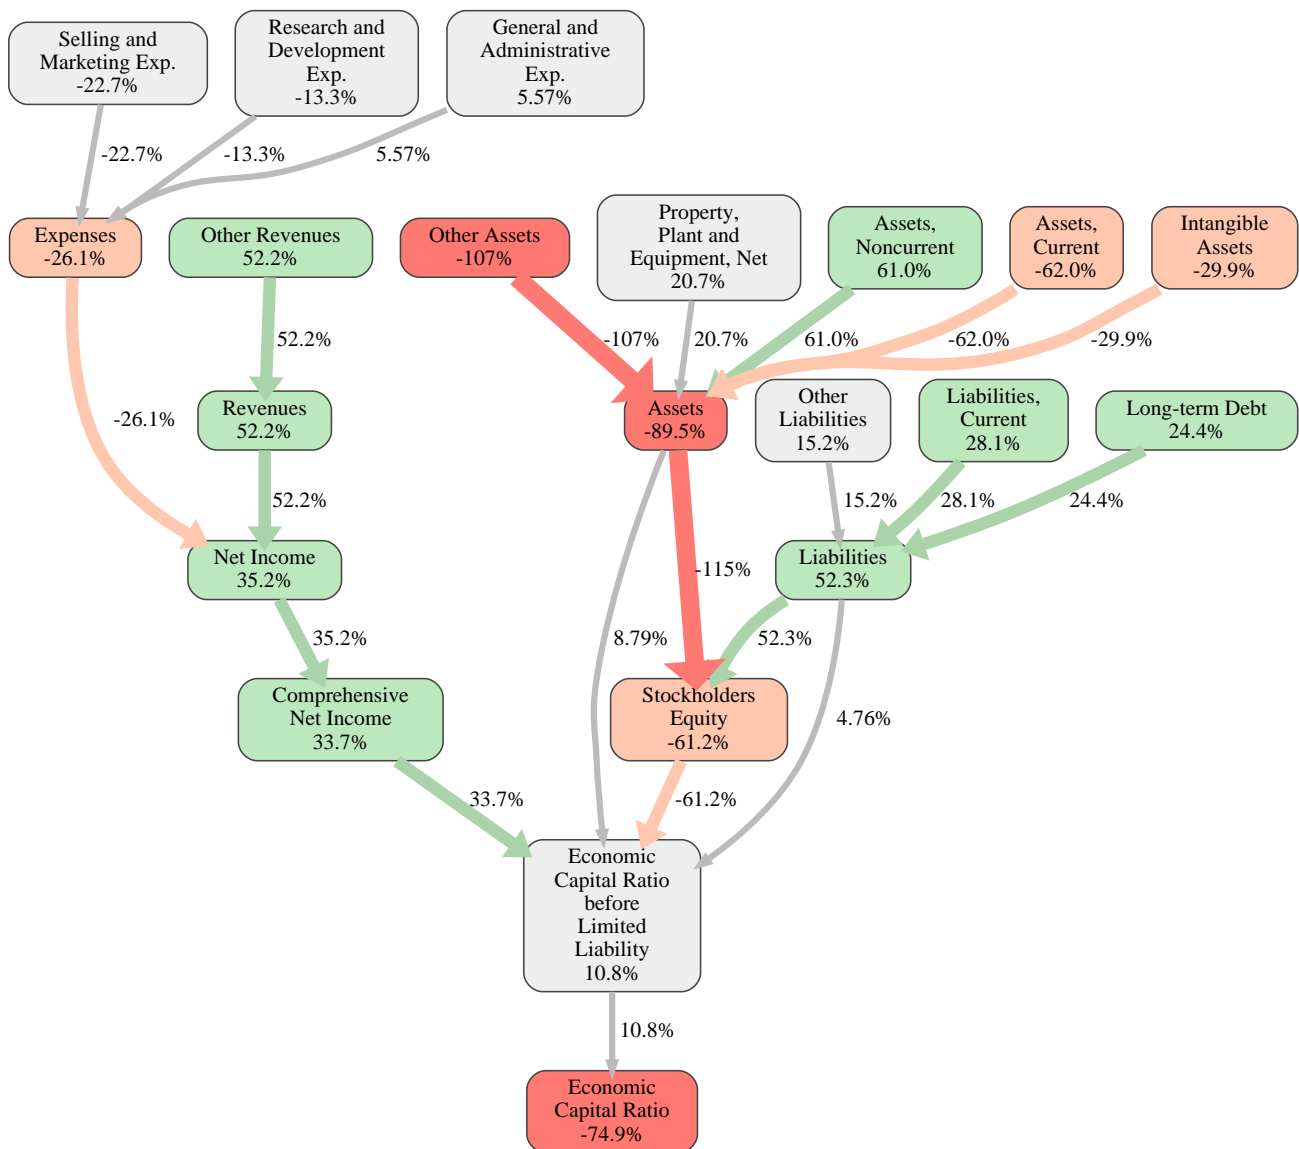 Selling and
Marketing Exp.
-22.7%
Research and
Development
Exp.
-13.3%
General and
Administrative
Exp.
5.57%
-22.7%
-13.3%
5.57%
Expenses
-26.1%
Other Revenues
52.2%
Other Assets
-107%
Property,
Plant and
Equipment, Net
20.7%
Assets,
Noncurrent
61.0%
Assets,
Current
-62.0%
Intangible
Assets
-29.9%
52.2%
-107%
20.7%
61.0%
-62.0%
-29.9%
-26.1%
Revenues
52.2%
Assets
-89.5%
Other
Liabilities
15.2%
Liabilities,
Current
28.1%
Long-term Debt
24.4%
52.2%
15.2%
28.1%
24.4%
Net Income
35.2%
-115%
Liabilities
52.3%
35.2%
8.79%
52.3%
4.76%
Comprehensive
Net Income
33.7%
Stockholders
Equity
-61.2%
33.7%
-61.2%
Economic
Capital Ratio
before
Limited
Liability
10.8%
10.8%
Economic
Capital Ratio
-74.9%